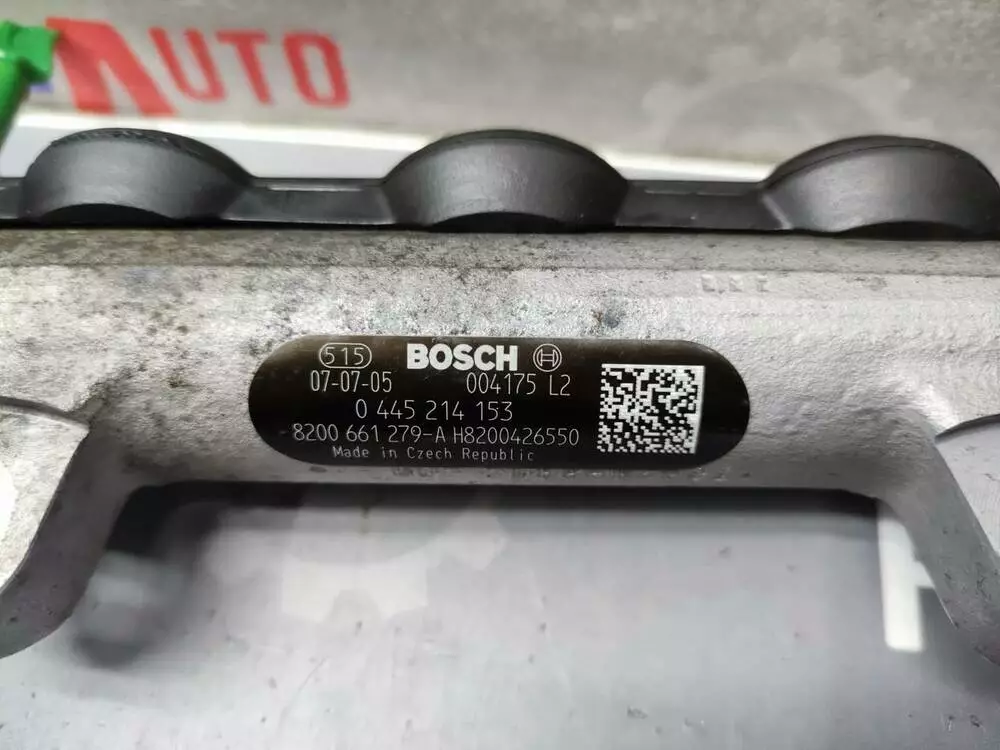 AUTO
515 BOSCH
07-07-05 004175 L2
0 445 214 153
8200 661 279-A H8200426550
Made in Czech Republic